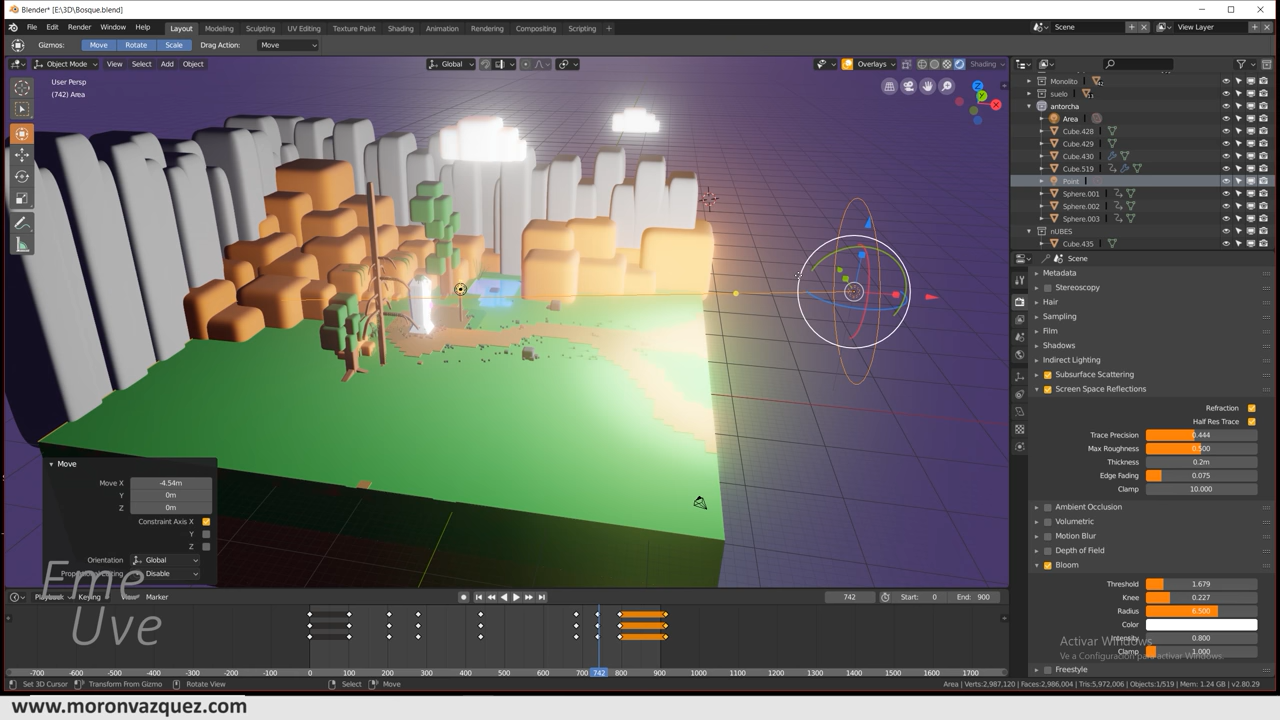 Blender* [E:\3D\Bosque.blend]
File Edit Render Window Help Layout Modeling Sculpting UV Editing Texture Paint Shading Animation Rendering Compositing Scripting + Scene View Layer
Gizmos: Move Rotate Scale Drag Action: Move
Object Mode View Select Add Object Global Overlays Shading
User Persp
(742) Area
Monolito
suelo
antorcha
Area
Cube.428
Cube.429
Cube.430
Cube.519
Point
Sphere.001
Sphere.002
Sphere.003
nUBES
Cube.435
Scene
Metadata
Stereoscopy
Hair
Sampling
Film
Shadows
Indirect Lighting
Subsurface Scattering
Screen Space Reflections
Refraction
Half Res Trace
Trace Precision 0.444
Max Roughness 0.500
Thickness 0.2m
Edge Fading 0.075
Clamp 10.000
Ambient Occlusion
Volumetric
Motion Blur
Depth of Field
Bloom
Threshold 1.679
Knee 0.227
Radius 6.500
Color
Intensity 0.800
Clamp 1.000
Freestyle
Activar Windows
Ve a Configuración para activar Windows.
Move
Move X -4.54m
Y 0m
Z 0m
Constraint Axis X
Y
Z
Orientation Global
Disable
Eme
Uve
Playback Keying View Marker 742 Start: 0 End: 900
-700 -600 -500 -400 -300 -200 -100 0 100 200 300 400 500 600 742 800 900 1000 1100 1200 1300 1400 1500 1600 1700
Set 3D Cursor Transform From Gizmo Rotate View Select Move Area | Verts:2,987,120 | Faces:2,986,004 | Tris:5,972,006 | Objects:1/519 | Mem: 1.24 GB | v2.80.29
www.moronvazquez.com